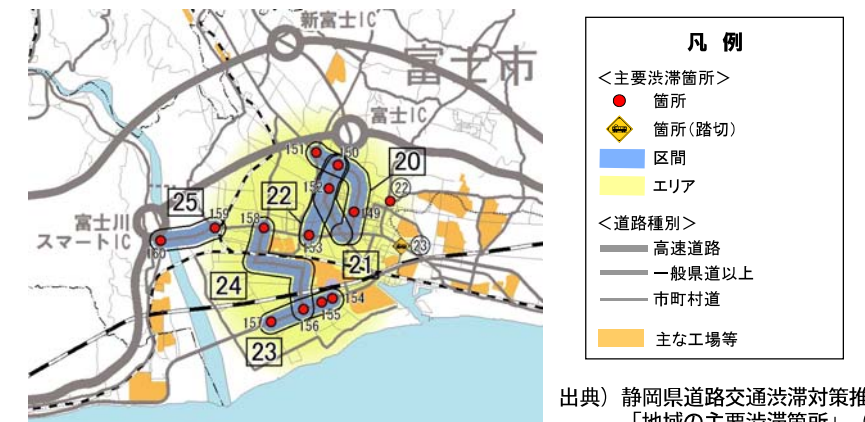 新富士IC
富士市
富士IC
151
150
20
22
152
22
25
149
159
158
153
23
富士川
スマートIC
160
21
24
154
155
157
156
23
凡 例
<主要渋滞箇所>
箇所
箇所(踏切)
区間
エリア
<道路種別>
高速道路
一般県道以上
市町村道
主な工場等
出典) 静岡県道路交通渋滞対策推
「地域の主要渋滞箇所」